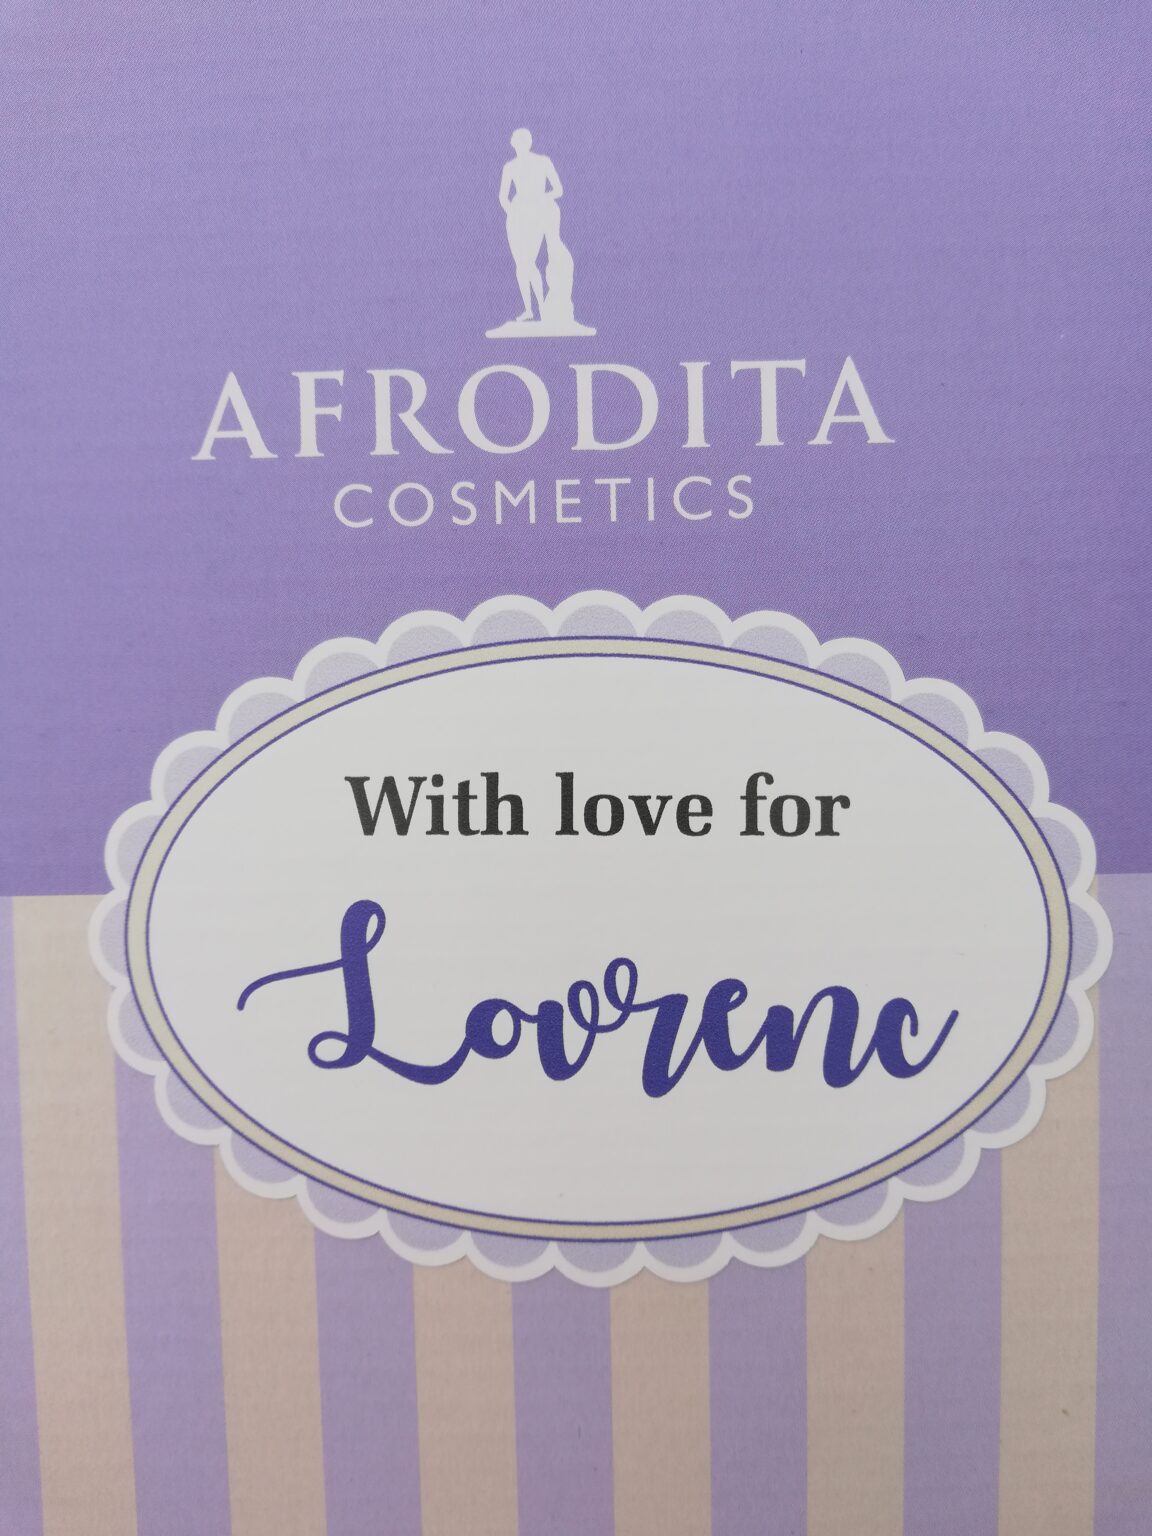 AFRODITA
COSMETICS
With love for
Lovrenc